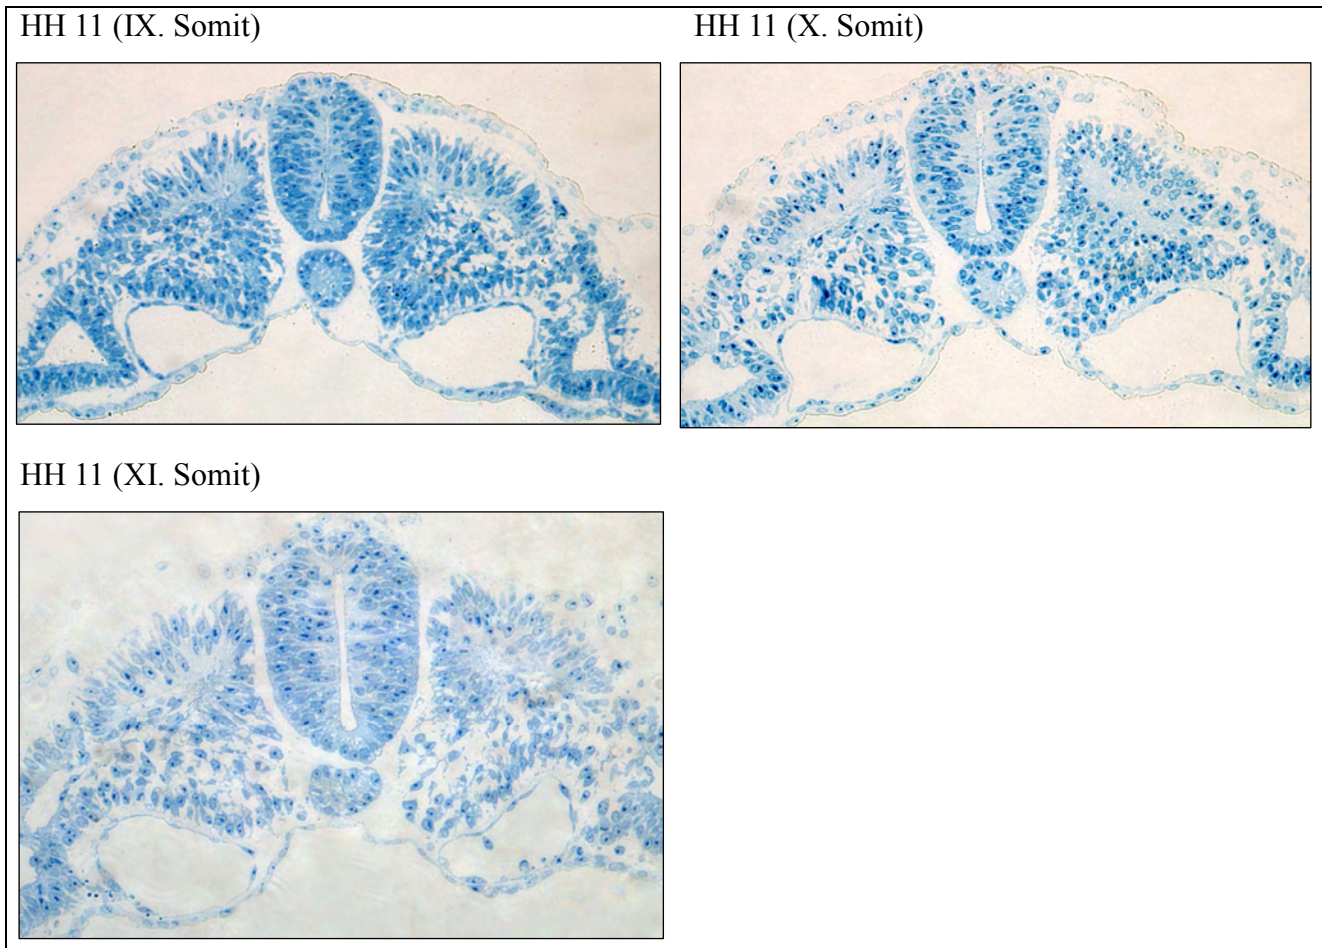 HH 11 (IX. Somit)
HH 11 (X. Somit)
HH 11 (XI. Somit)